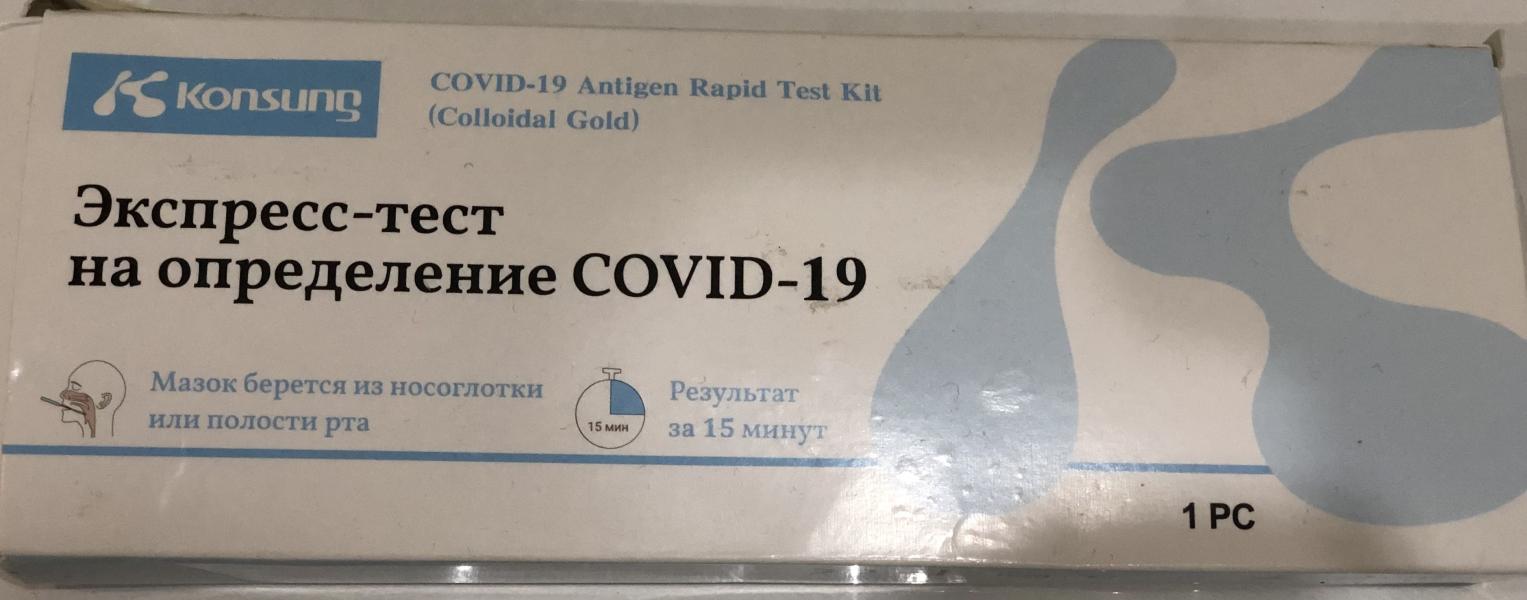 Konsung
COVID-19 Antigen Rapid Test Kit
(Colloidal Gold)
Экспресс-тест
на определение COVID-19
Мазок берется из носоглотки
или полости рта
15 мин
Результат
за 15 минут
1 PC